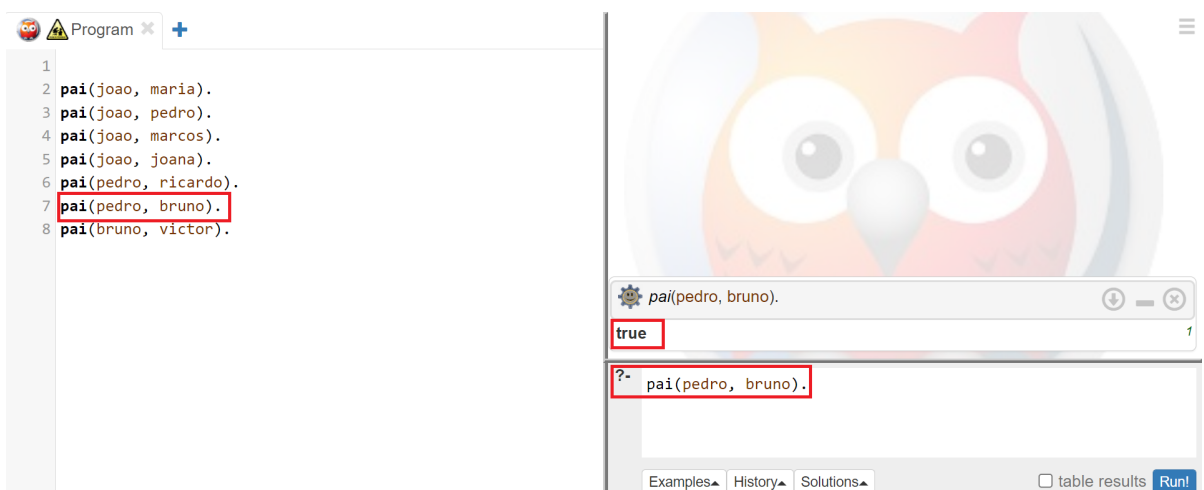 Program
1
2 pai(joao, maria).
3 pai(joao, pedro).
4 pai(joao, marcos).
5 pai(joao, joana).
6 pai(pedro, ricardo).
7 pai(pedro, bruno).
8 pai(bruno, victor).
pai(pedro, bruno).
true
1
?- pai(pedro, bruno).
Examples History Solutions table results Run!